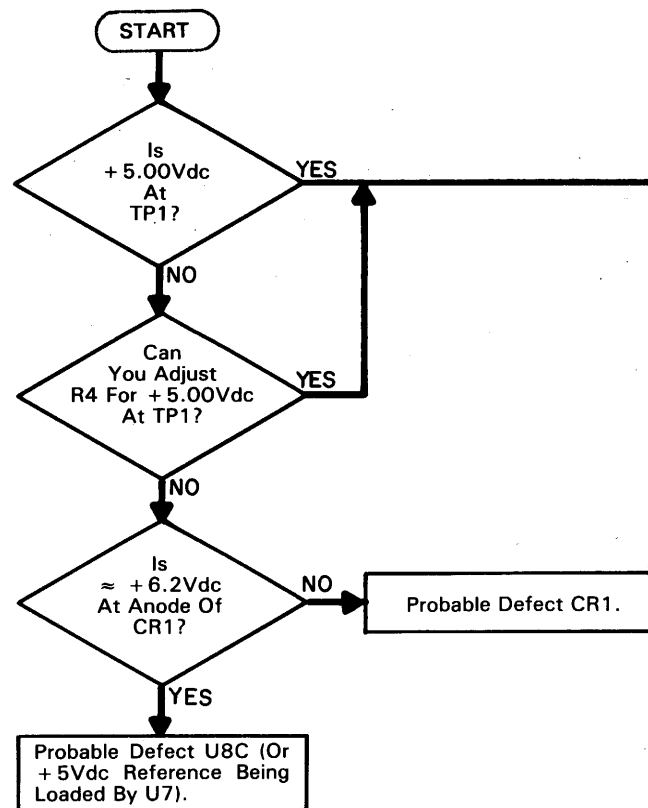 START
Is
+5.00Vdc
At
TP1?
YES
NO
Can
You Adjust
R4 For +5.00Vdc
At TP1?
YES
NO
Is
≈ +6.2Vdc
At Anode Of
CR1?
NO
Probable Defect CR1.
YES
Probable Defect U8C (Or
+5Vdc Reference Being
Loaded By U7).